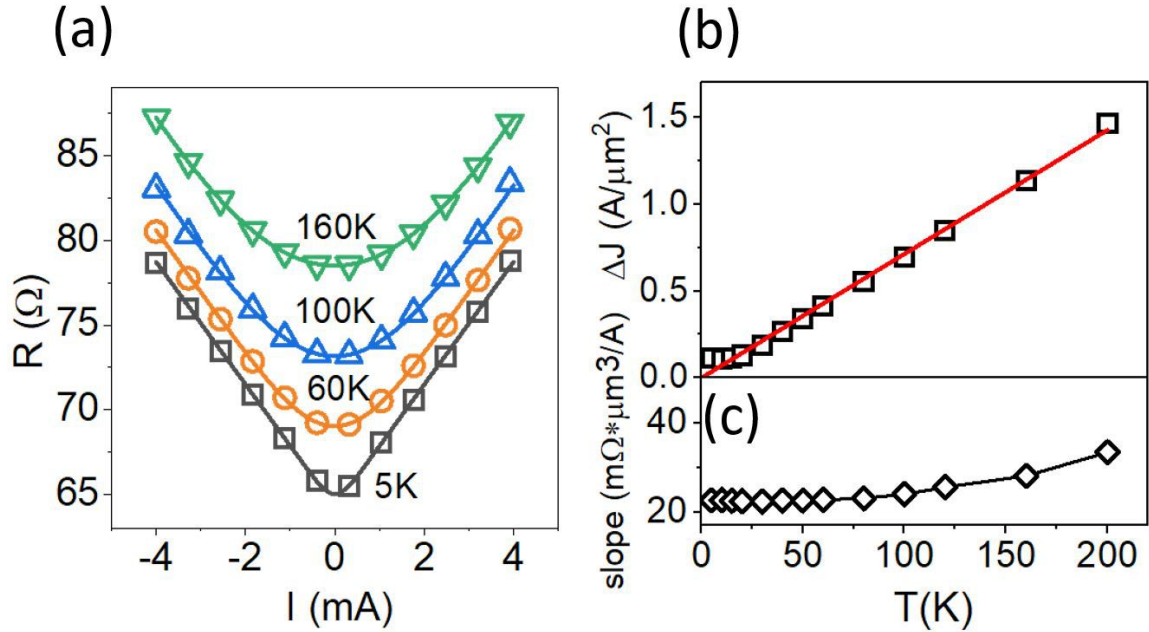 (a)
R (Ω)
85
80
75
70
65
160K
100K
60K
5K
-4 -2 0 2 4
I (mA)
(b)
ΔJ (A/μm²)
1.5
1.0
0.5
0.0
(c)
slope (mΩ*μm3/A)
40
20
0 50 100 150 200
T(K)